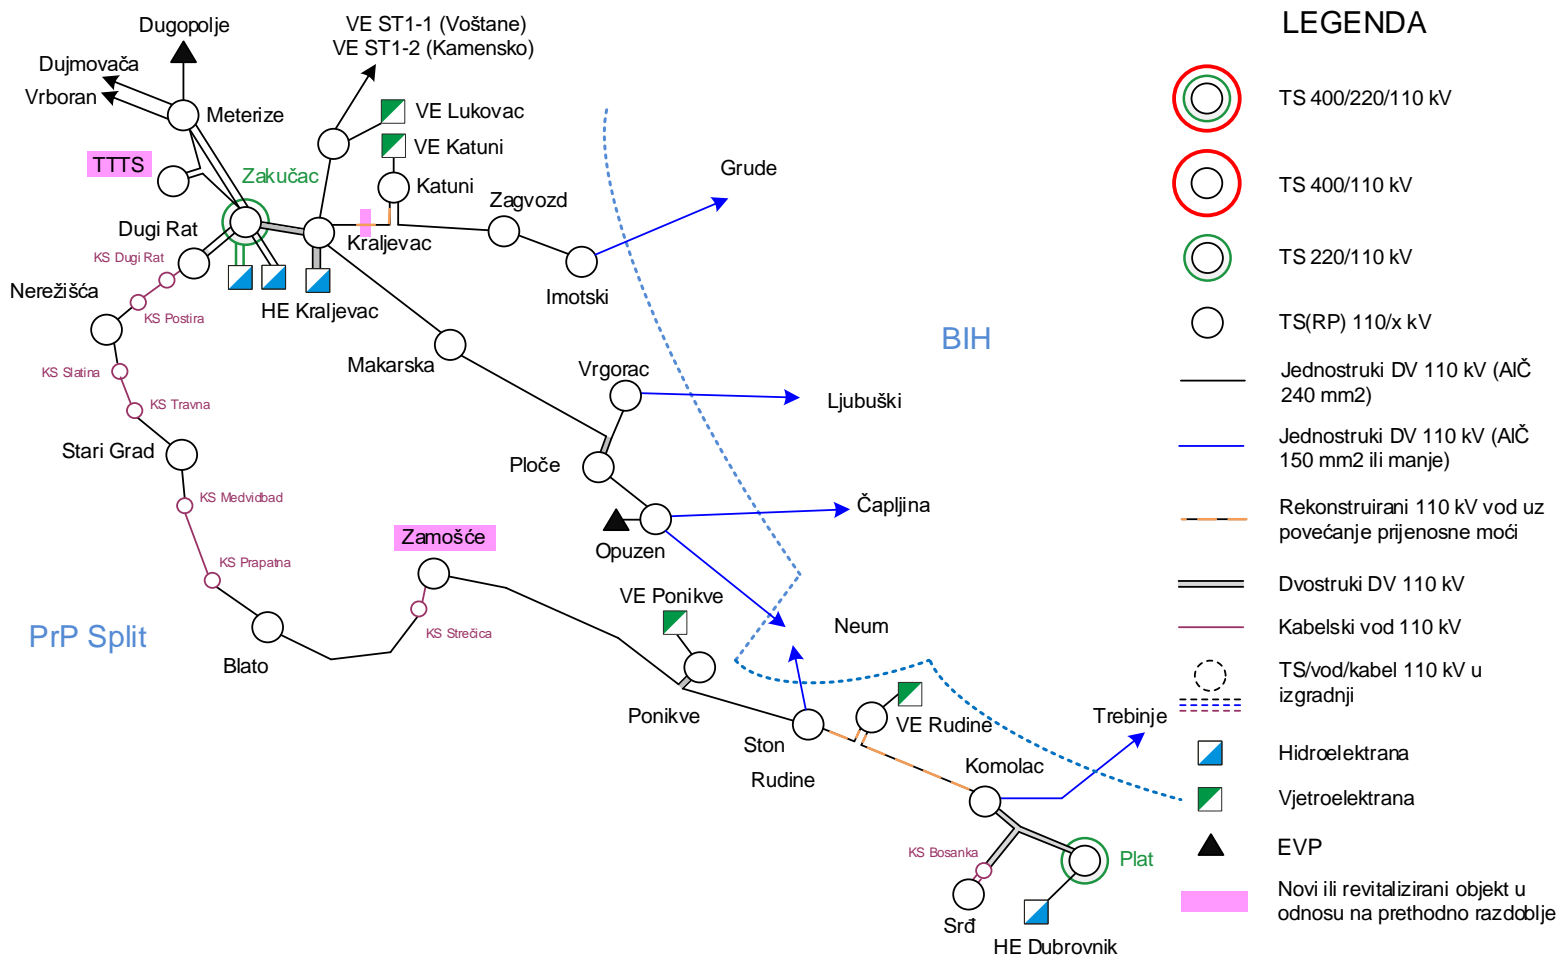 LEGENDA
Dugopolje
VE ST1-1 (Voštane)
VE ST1-2 (Kamensko)
Dujmovača
Vrboran
Meterize
VE Lukovac
VE Katuni
TTTS
Zakučac
Katuni
Zagvozd
Grude
Dugi Rat
Kraljevac
KS Dugi Rat
Nerežišća
KS Postira
HE Kraljevac
Imotski
BIH
Makarska
Vrgorac
KS Slatina
KS Travna
Ljubuški
Stari Grad
Ploče
KS Medvidbad
Čapljina
Zamošće
Opuzen
KS Prapatna
VE Ponikve
Neum
PrP Split
KS Strečica
Blato
Ponikve
Ston
VE Rudine
Trebinje
Rudine
Komolac
KS Bosanka
Plat
Srđ
HE Dubrovnik
TS 400/220/110 kV
TS 400/110 kV
TS 220/110 kV
TS(RP) 110/x kV
Jednostruki DV 110 kV (AlČ
240 mm2)
Jednostruki DV 110 kV (AlČ
150 mm2 ili manje)
Rekonstruirani 110 kV vod uz
povećanje prijenosne moći
Dvostruki DV 110 kV
Kabelski vod 110 kV
TS/vod/kabel 110 kV u
izgradnji
Hidroelektrana
Vjetroelektrana
EVP
Novi ili revitalizirani objekt u
odnosu na prethodno razdoblje